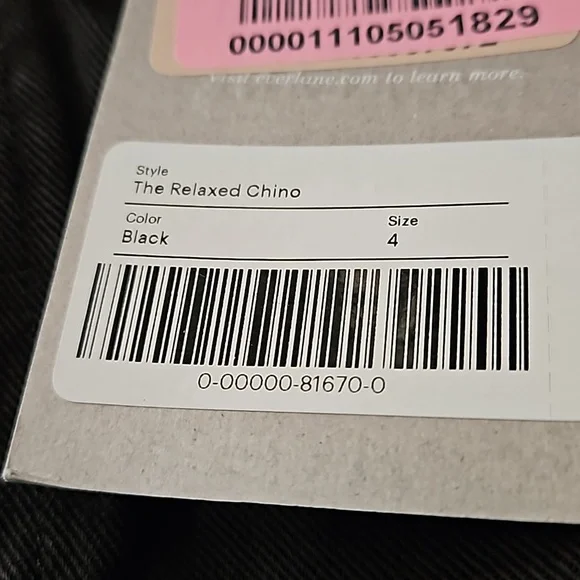 000011105051829
visit everlane.com to learn more.
Style
The Relaxed Chino
Color Size
Black 4
0-00000-81670-0